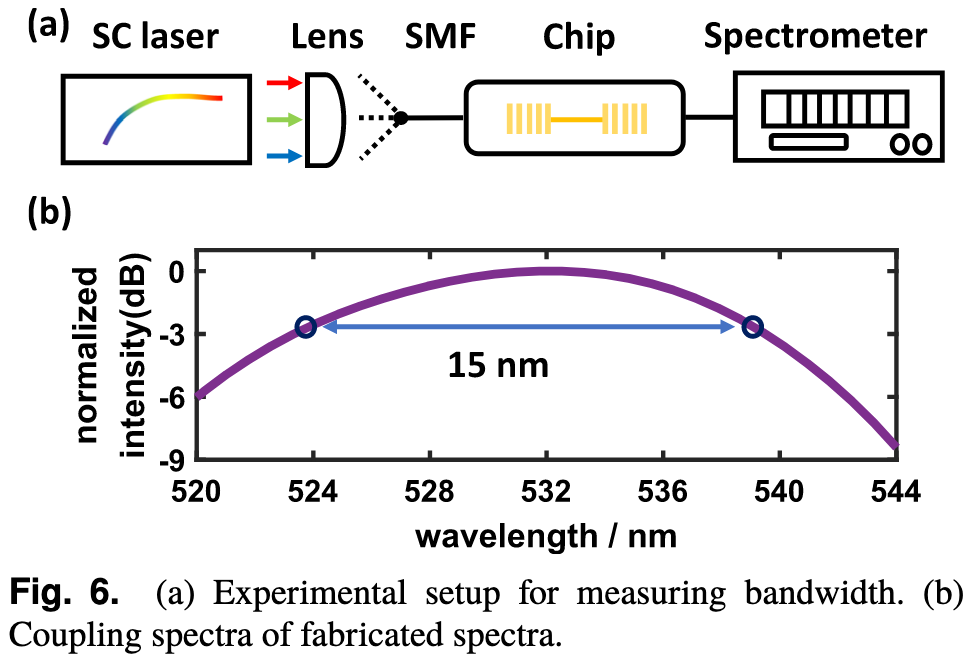 (a)
SC laser Lens SMF Chip Spectrometer
(b)
normalized
intensity(dB)
0
-3
-6
-9
15 nm
520 524 528 532 536 540 544
wavelength / nm
Fig. 6. (a) Experimental setup for measuring bandwidth. (b)
Coupling spectra of fabricated spectra.